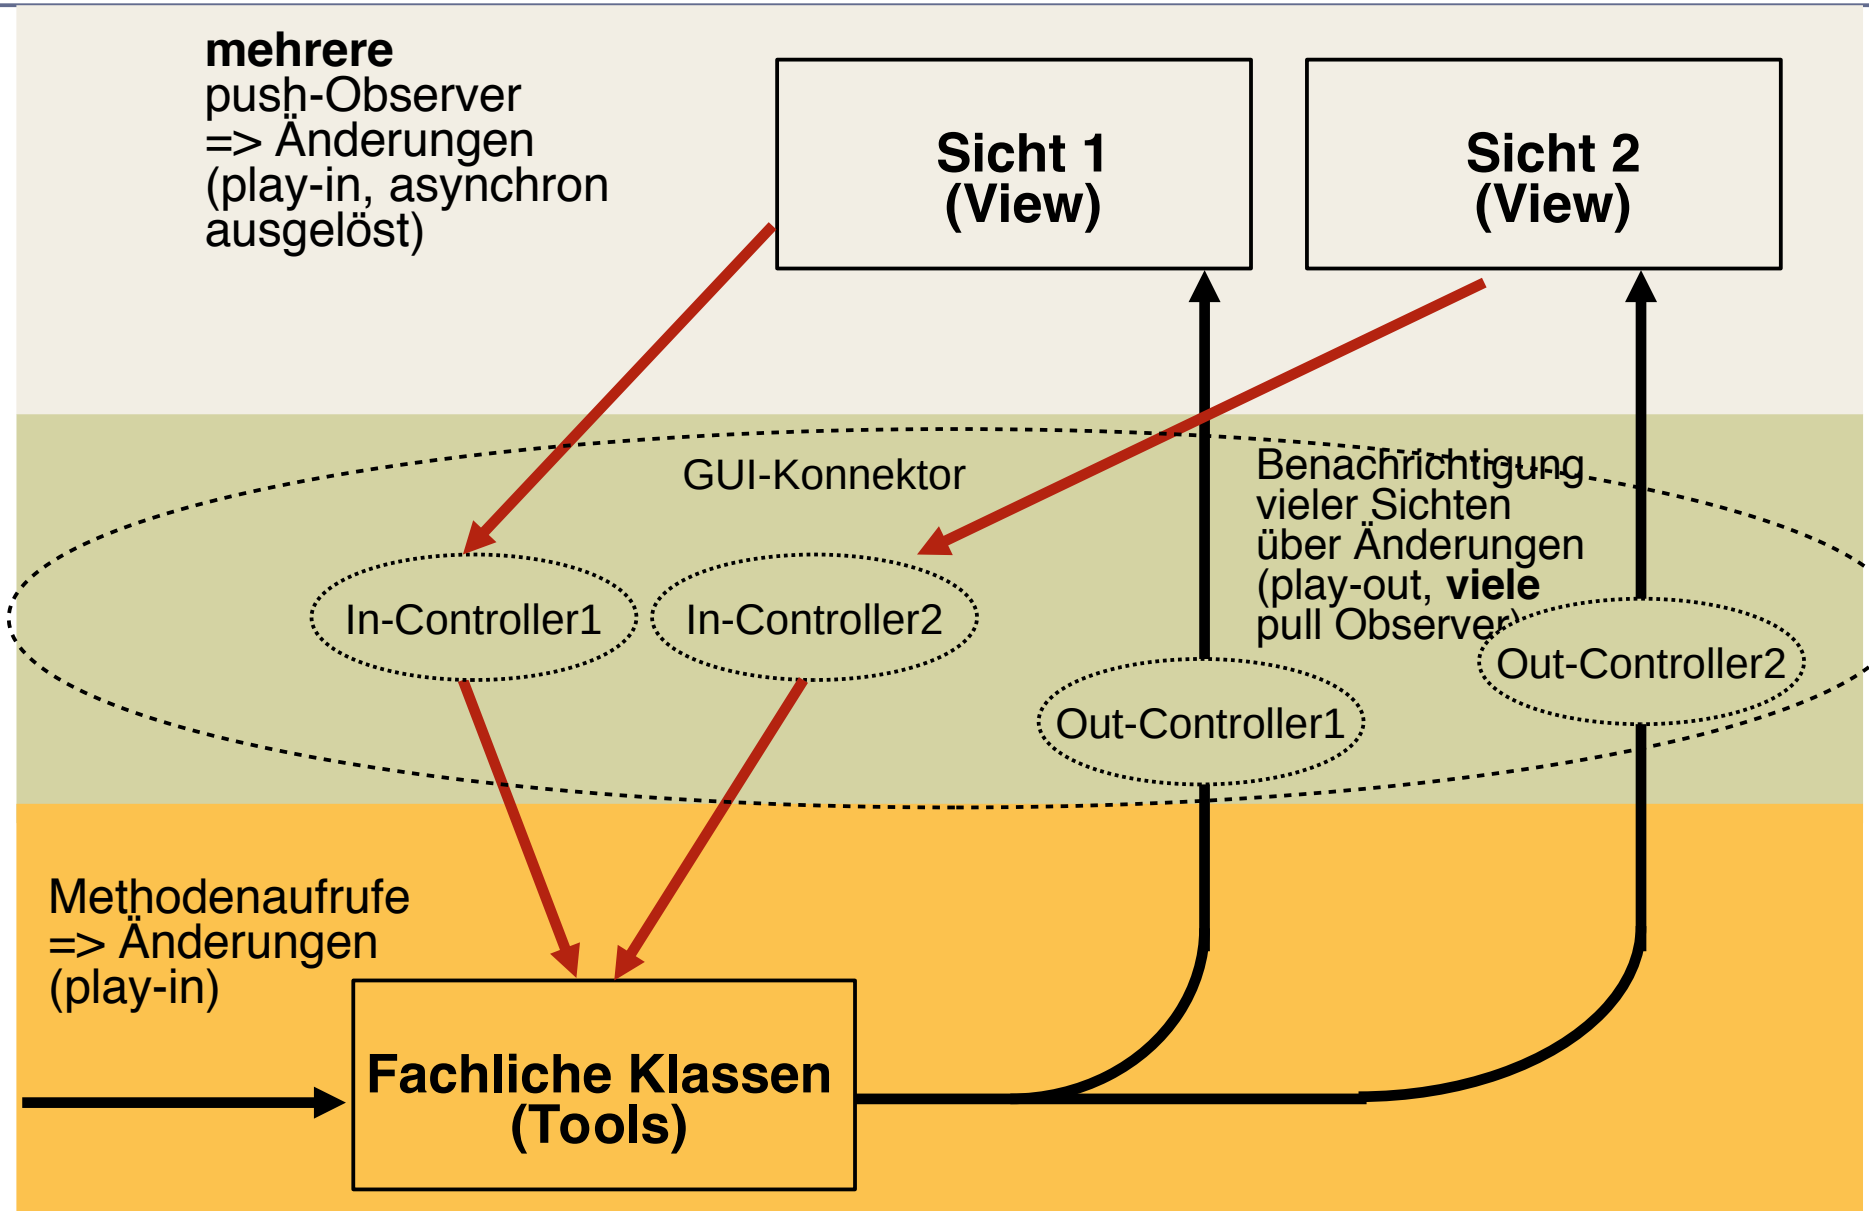 mehrere
push-Observer
=> Änderungen
(play-in, asynchron
ausgelöst)
Sicht 1
(View)
Sicht 2
(View)
GUI-Konnektor
Benachrichtigung
vieler Sichten
über Änderungen
(play-out, viele
pull Observer)
In-Controller1
In-Controller2
Out-Controller1
Out-Controller2
Methodenaufrufe
=> Änderungen
(play-in)
Fachliche Klassen
(Tools)